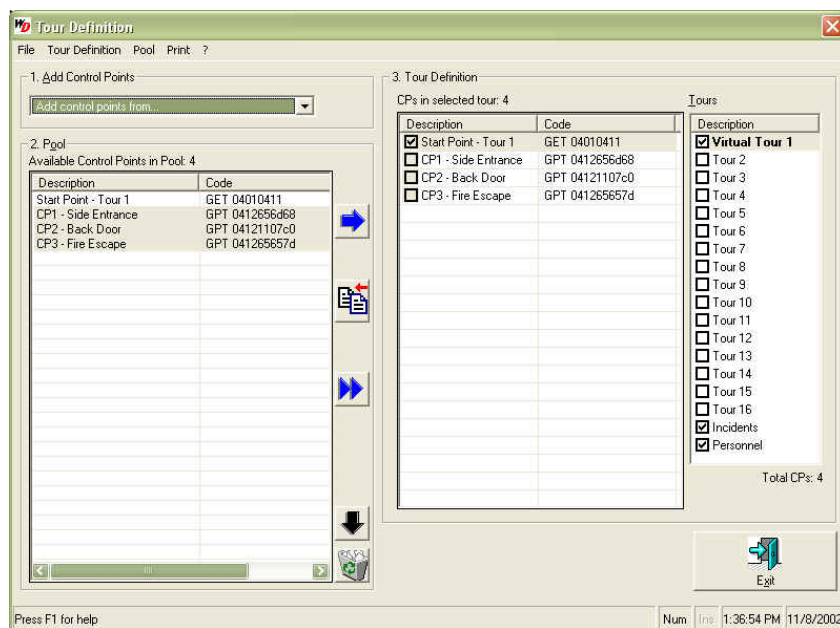 Tour Definition
File Tour Definition Pool Print ?
1. Add Control Points
Add control points from...
2. Pool
Available Control Points in Pool: 4
Description Code
Start Point - Tour 1 GET 04010411
CP1 - Side Entrance GPT 0412656d68
CP2 - Back Door GPT 04121107c0
CP3 - Fire Escape GPT 041265657d
3. Tour Definition
CPs in selected tour: 4
Description Code
Start Point - Tour 1 GET 04010411
CP1 - Side Entrance GPT 0412656d68
CP2 - Back Door GPT 04121107c0
CP3 - Fire Escape GPT 041265657d
Tours
Description
Virtual Tour 1
Tour 2
Tour 3
Tour 4
Tour 5
Tour 6
Tour 7
Tour 8
Tour 9
Tour 10
Tour 11
Tour 12
Tour 13
Tour 14
Tour 15
Tour 16
Incidents
Personnel
Total CPs: 4
Exit
Press F1 for help
Num Ins 1:36:54 PM